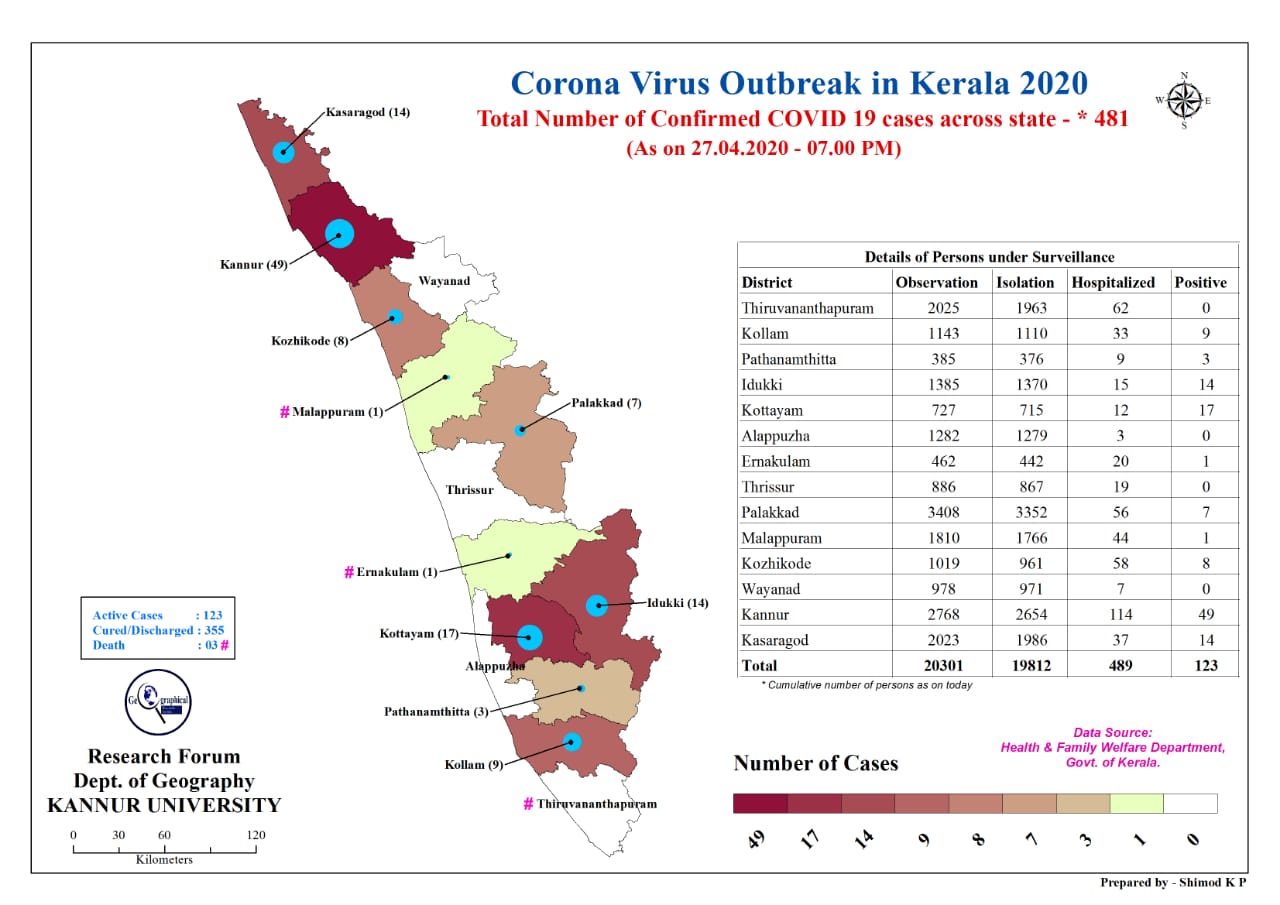 Corona Virus Outbreak in Kerala 2020
Total Number of Confirmed COVID 19 cases across state - * 481
(As on 27.04.2020 - 07.00 PM)
N
W E
S
Kasaragod (14)
Kannur (49)
Wayanad
Kozhikode (8)
# Malappuram (1)
Palakkad (7)
Thrissur
# Ernakulam (1)
Idukki (14)
Kottayam (17)
Alappuzha
Pathanamthitta (3)
Kollam (9)
# Thiruvananthapuram
Details of Persons under Surveillance
District Observation Isolation Hospitalized Positive
Thiruvananthapuram 2025 1963 62 0
Kollam 1143 1110 33 9
Pathanamthitta 385 376 9 3
Idukki 1385 1370 15 14
Kottayam 727 715 12 17
Alappuzha 1282 1279 3 0
Ernakulam 462 442 20 1
Thrissur 886 867 19 0
Palakkad 3408 3352 56 7
Malappuram 1810 1766 44 1
Kozhikode 1019 961 58 8
Wayanad 978 971 7 0
Kannur 2768 2654 114 49
Kasaragod 2023 1986 37 14
Total 20301 19812 489 123
* Cumulative number of persons as on today
Active Cases : 123
Cured/Discharged : 355
Death : 03 #
Ge graphical
Research Forum
Dept. of Geography
KANNUR UNIVERSITY
0 30 60 120
Kilometers
Data Source:
Health & Family Welfare Department,
Govt. of Kerala.
Number of Cases
49 17 14 9 8 7 3 1 0
Prepared by - Shimod K P